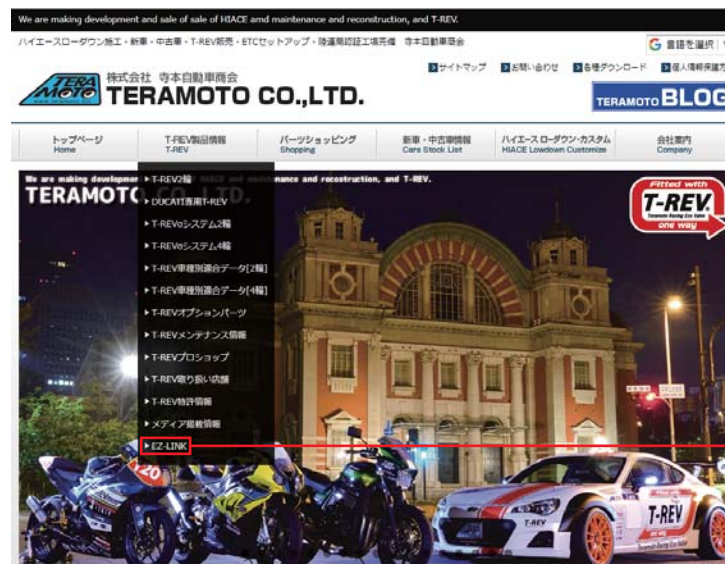 We are making development and sale of sale of HIACE amd maintenance and reconstruction, and T-REV.
ハイエースローダウン施工・新車・中古車・T-REV販売・ETCセットアップ・陸運局認証工場完備 寺本自動車商会
言語を選択
サイトマップ お問い合わせ 各種ダウンロード 個人情報保護方
TERA MOTO
株式会社 寺本自動車商会
TERAMOTO CO.,LTD.
TERAMOTO BLOG
トップページ T-REV製品情報 パーツショッピング 新車・中古車情報 ハイエース ローダウン・カスタム 会社案内
Home T-REV Shopping Cars Stock List HIACE Lowdown Customize Company
We are making development HIACE and maintenance and recostruction, and T-REV.
TERAMOTO CO.,LTD.
Fitted with
T-REV
Teramoto Racing Eco Valve
one way
T-REV2輪
DUCATI専用T-REV
T-REVαシステム2輪
T-REVαシステム4輪
T-REV車種別適合データ[2輪]
T-REV車種別適合データ[4輪]
T-REVオプションパーツ
T-REVメンテナンス情報
T-REVプロショップ
T-REV取り扱い店舗
T-REV特許情報
メディア掲載情報
EZ-LINK
720
T-REV
T-REV